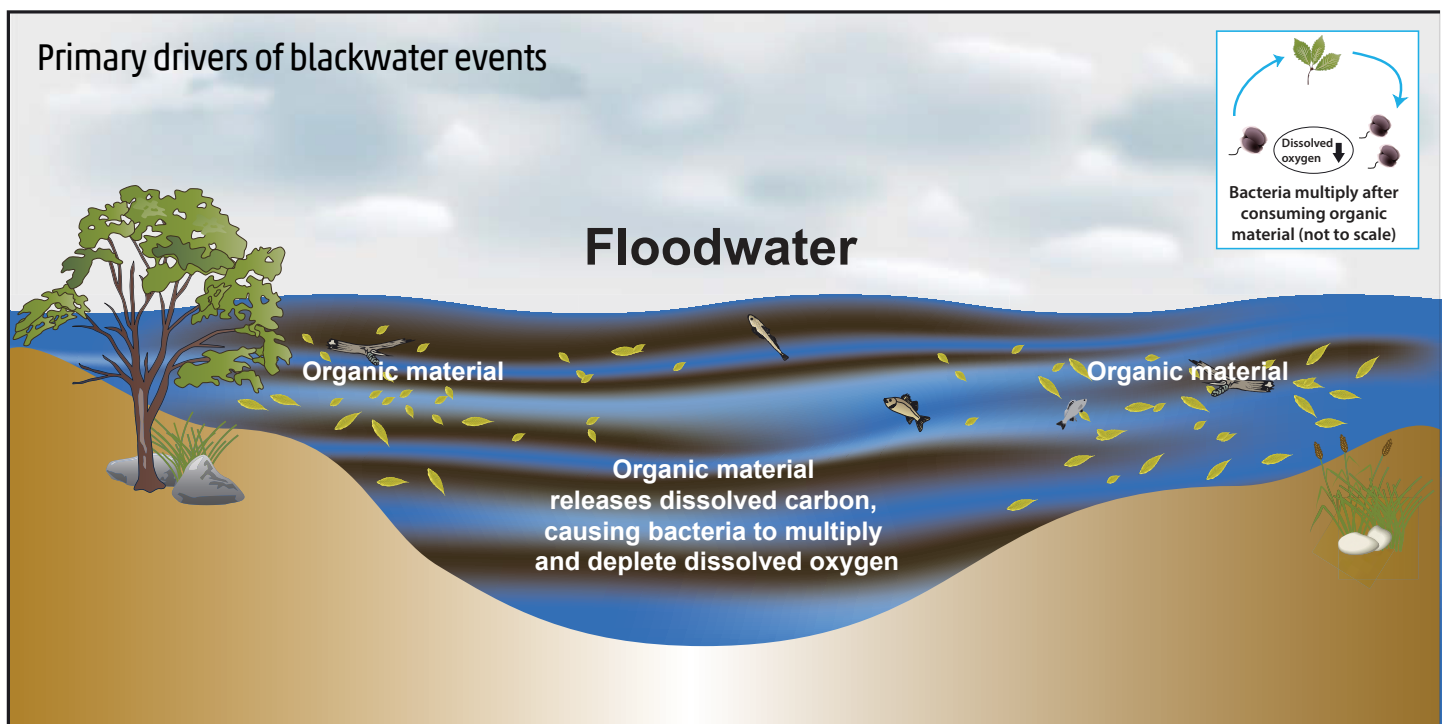 Primary drivers of blackwater events
Dissolved
oxygen
Bacteria multiply after
consuming organic
material (not to scale)
Floodwater
Organic material
Organic material
Organic material
releases dissolved carbon,
causing bacteria to multiply
and deplete dissolved oxygen